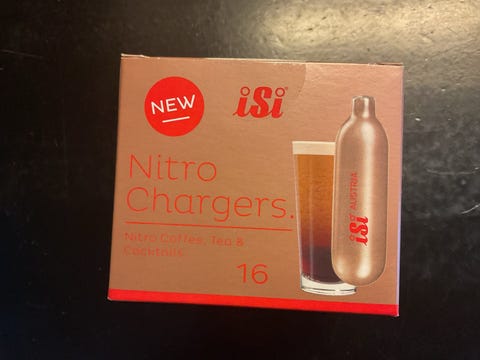 NEW
iSi
Nitro
Chargers.
Nitro Coffee, Tea &
Cocktails.
16
iSi AUSTRIA